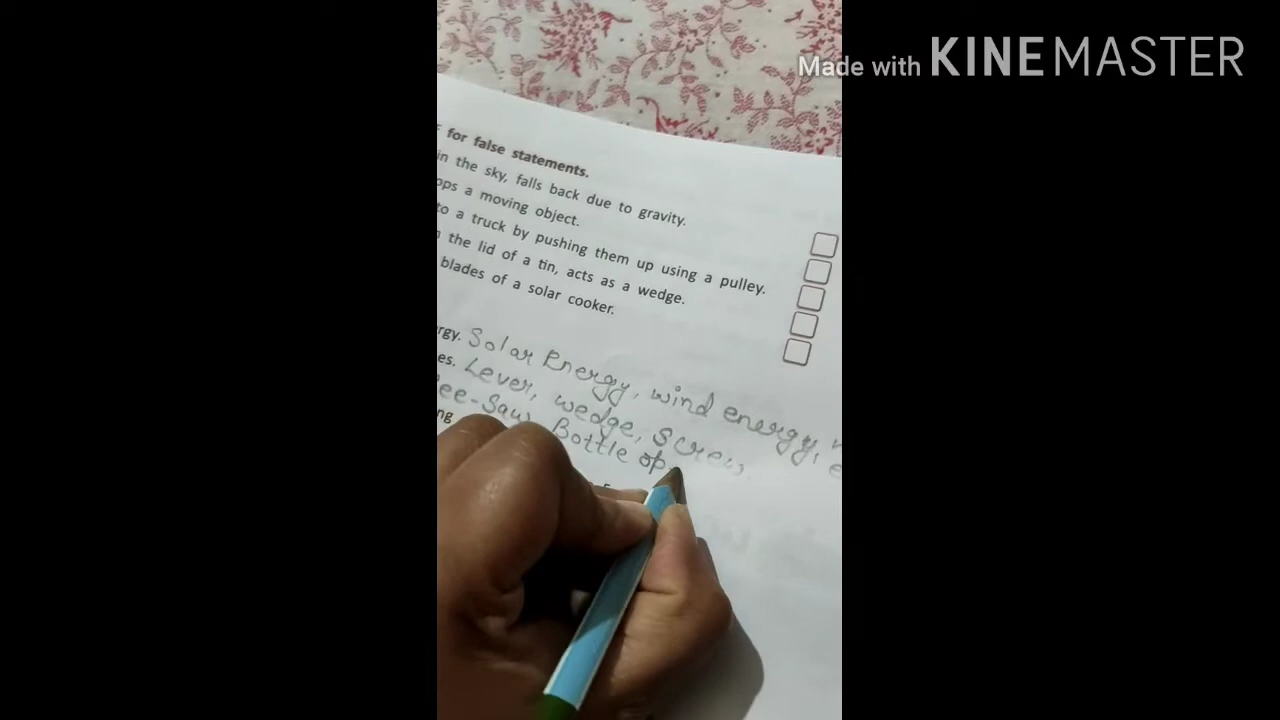 Made with KINEMASTER
for false statements.
in the sky, falls back due to gravity.
ops a moving object.
to a truck by pushing them up using a pulley.
the lid of a tin, acts as a wedge.
blades of a solar cooker.
rgy. Solar Energy, wind energy,
es. Lever, wedge, Screw
ee-Saw Bottle op
ng